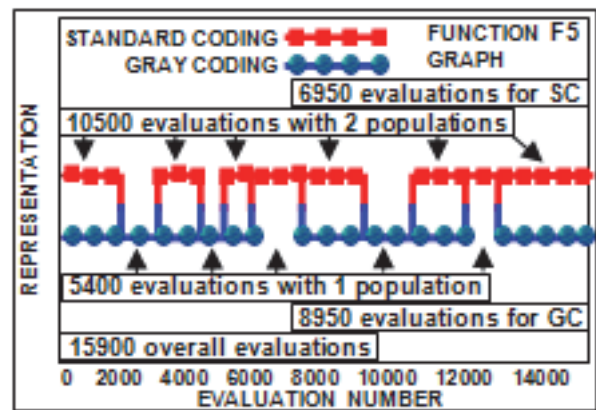 STANDARD CODING FUNCTION F5
GRAY CODING GRAPH
6950 evaluations for SC
10500 evaluations with 2 populations
REPRESENTATION
5400 evaluations with 1 population
8950 evaluations for GC
15900 overall evaluations
0 2000 4000 6000 8000 10000 12000 14000
EVALUATION NUMBER